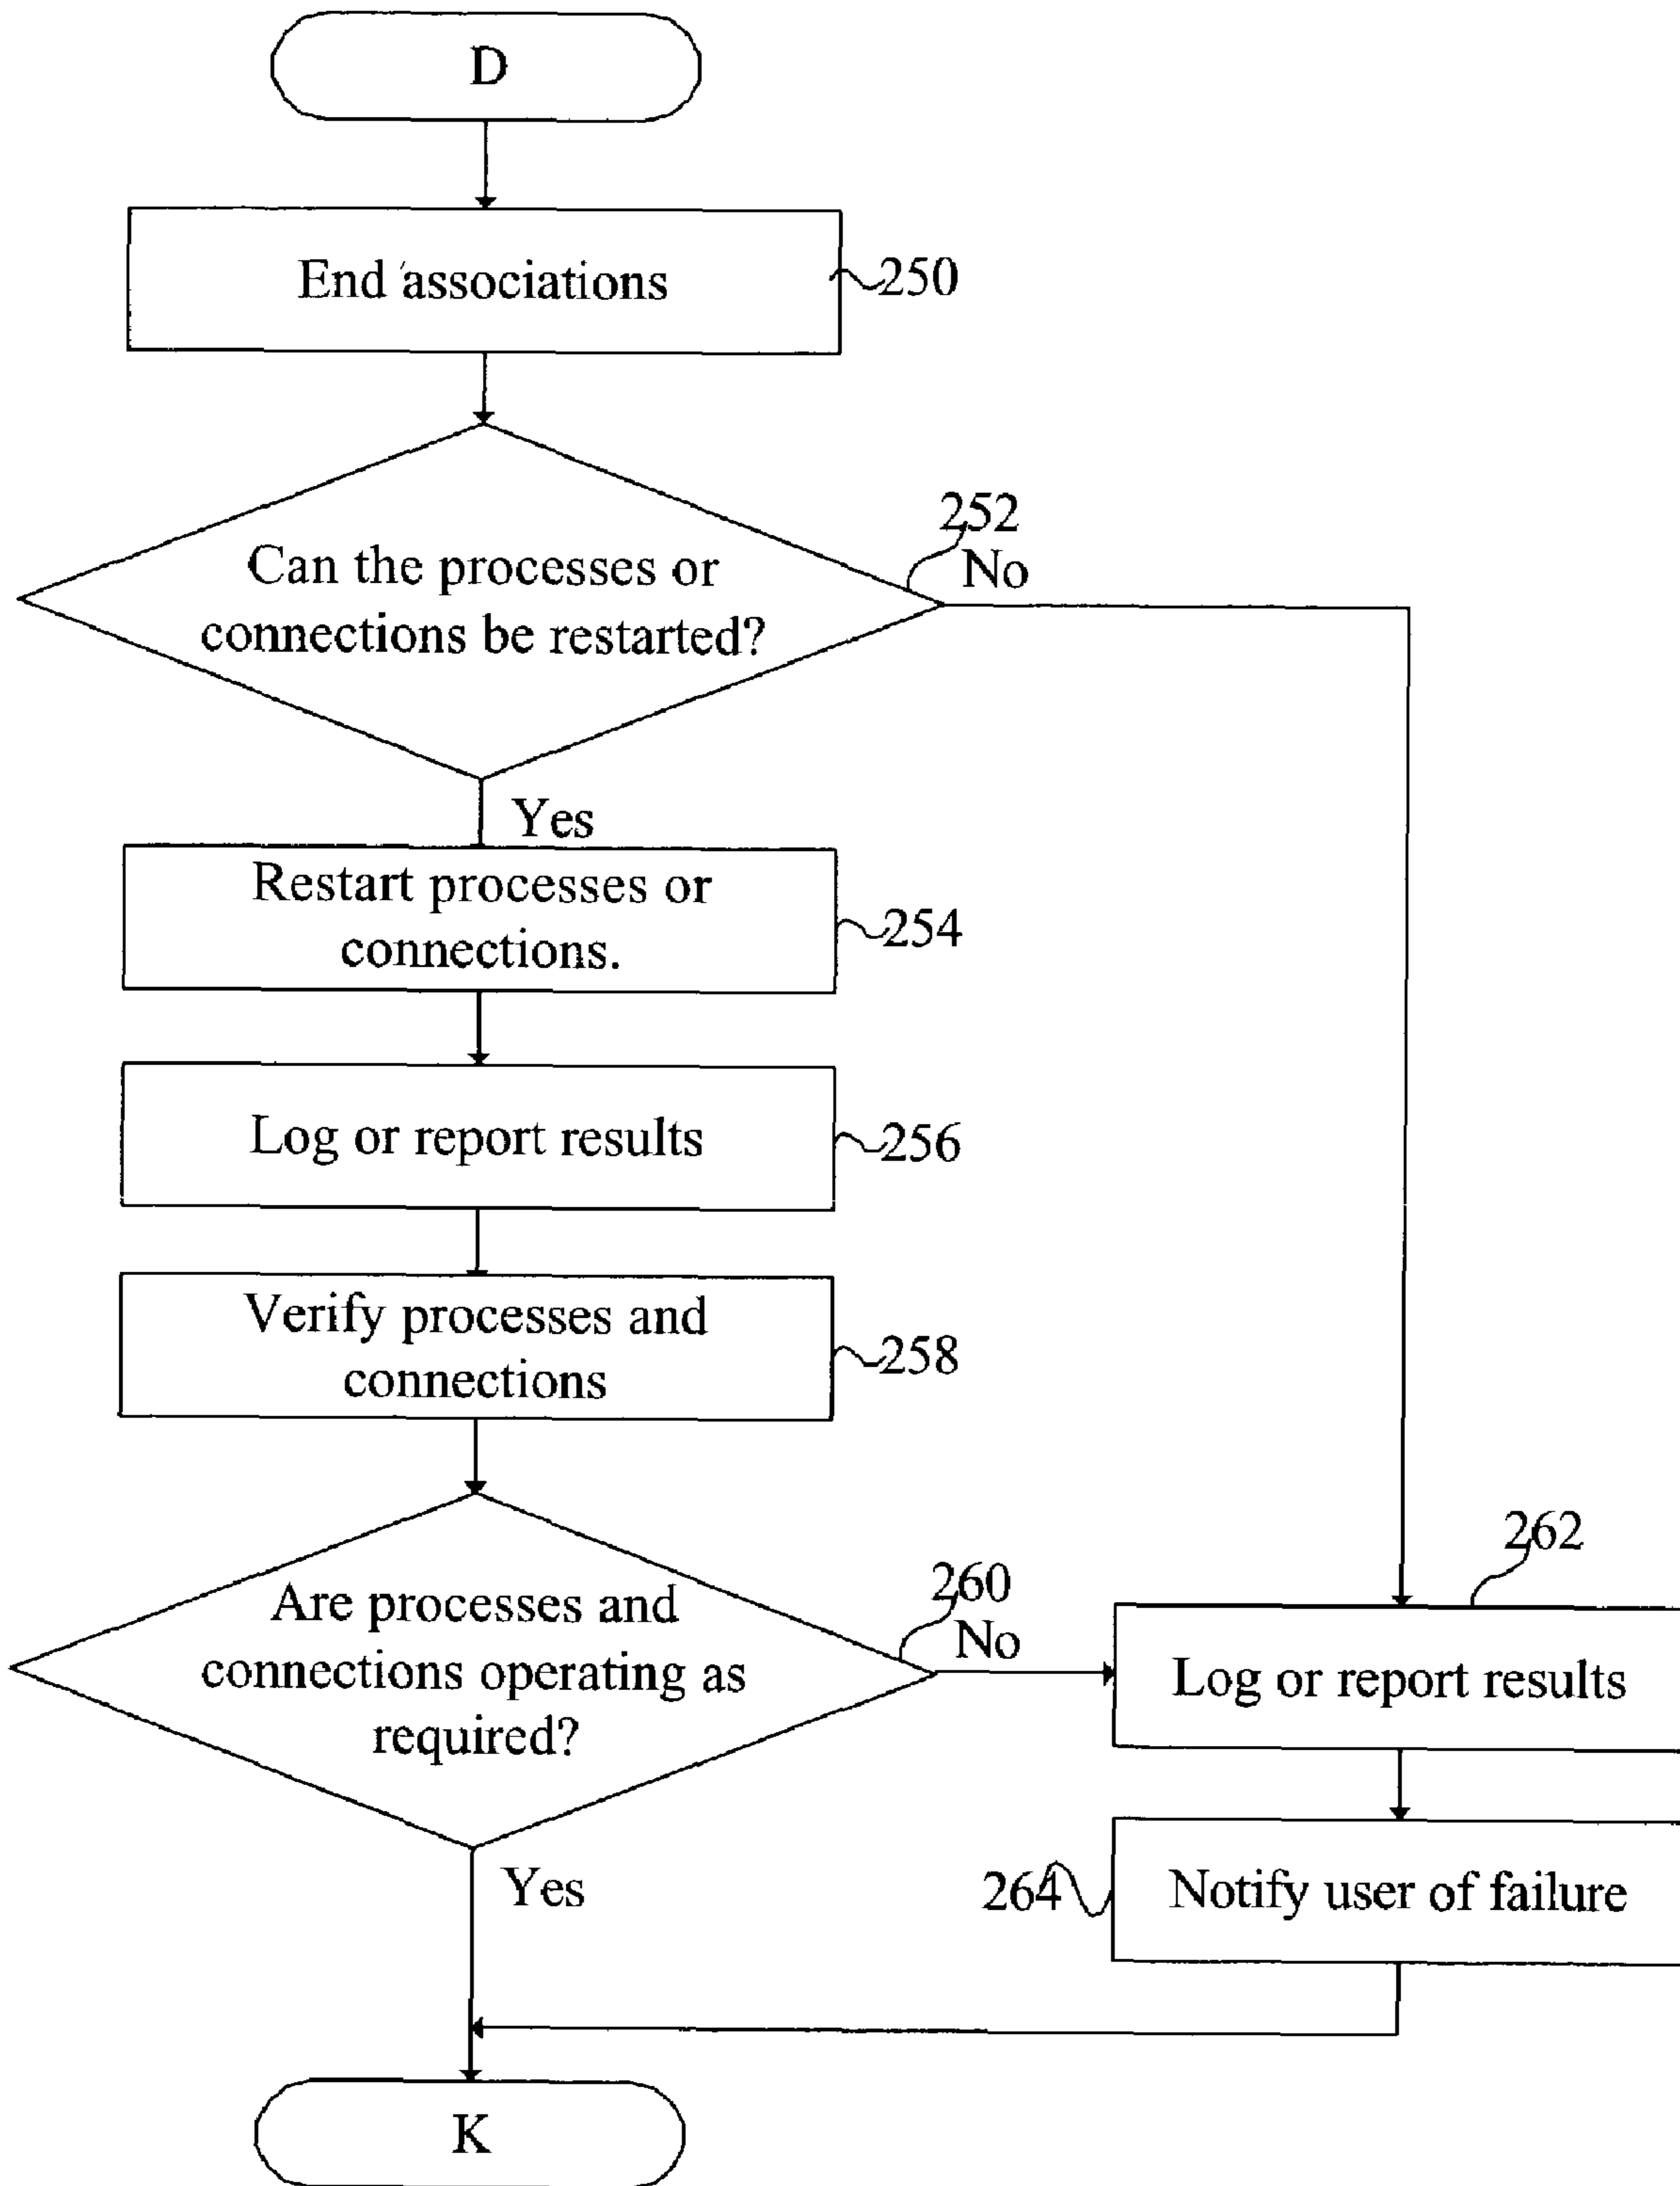 D
End associations
250
252
No
Can the processes or
connections be restarted?
Yes
Restart processes or
connections.
254
Log or report results
256
Verify processes and
connections
258
260
No
Are processes and
connections operating as
required?
Yes
262
Log or report results
264
Notify user of failure
K